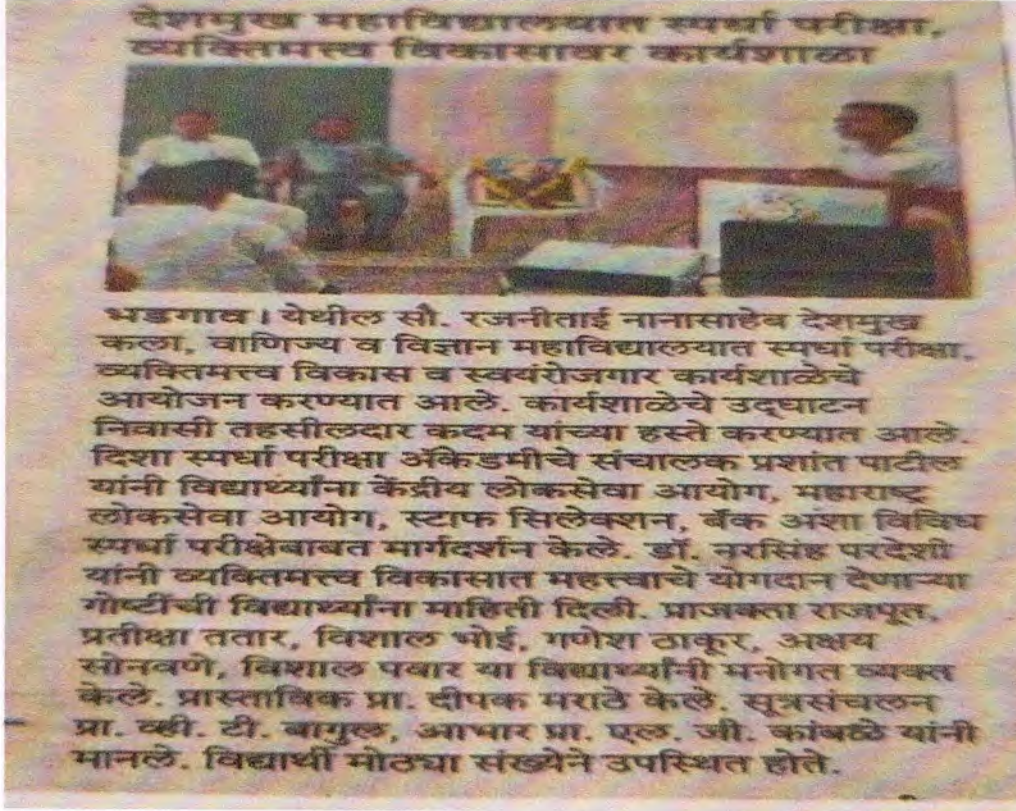 देशमुख महाविद्यालयात स्पर्धा परीक्षा,
व्यक्तिमत्त्व विकासावर कार्यशाळा
भडगाव। येथील सौ. रजनीताई नानासाहेब देशमुख
कला, वाणिज्य व विज्ञान महाविद्यालयात स्पर्धा परीक्षा,
व्यक्तिमत्त्व विकास व स्वयंरोजगार कार्यशाळेचे
आयोजन करण्यात आले. कार्यशाळेचे उद्‌घाटन
निवासी तहसीलदार कदम यांच्या हस्ते करण्यात आले.
दिशा स्पर्धा परीक्षा ॲकेडमीचे संचालक प्रशांत पाटील
यांनी विद्यार्थ्यांना केंद्रीय लोकसेवा आयोग, महाराष्ट्र
लोकसेवा आयोग, स्टाफ सिलेक्शन, बँक अशा विविध
स्पर्धा परीक्षेबाबत मार्गदर्शन केले. डॉ. नरसिंह परदेशी
यांनी व्यक्तिमत्त्व विकासात महत्त्वाचे योगदान देणाऱ्या
गोष्टींची विद्यार्थ्यांना माहिती दिली. प्राजक्ता राजपूत,
प्रतीक्षा ततार, विशाल भोई, गणेश ठाकूर, अक्षय
सोनवणे, विशाल पवार या विद्यार्थ्यांनी मनोगत व्यक्त
केले. प्रास्ताविक प्रा. दीपक मराठे केले. सूत्रसंचलन
प्रा. व्ही. टी. बागुल, आभार प्रा. एल. जी. कांबळे यांनी
मानले. विद्यार्थी मोठ्या संख्येने उपस्थित होते.